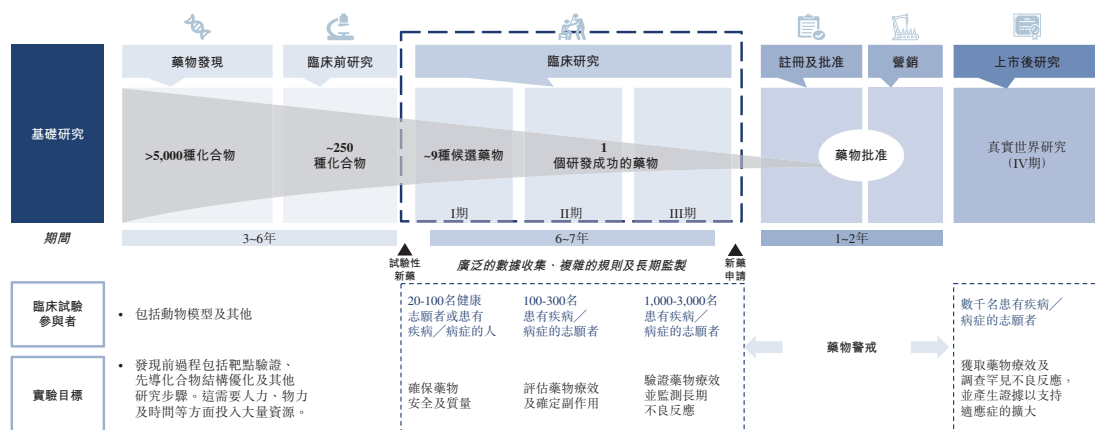 藥物發現
臨床前研究
臨床研究
註冊及批准
營銷
上市後研究
基礎研究
>5,000種化合物
~250
種化合物
~9種候選藥物
1
個研發成功的藥物
藥物批准
真實世界研究
(IV期)
I期
II期
III期
期間
3~6年
6~7年
1~2年
試驗性
新藥
廣泛的數據收集、複雜的規則及長期監製
新藥
申請
臨床試驗
參與者
• 包括動物模型及其他
20-100名健康
志願者或患有
疾病╱病症的人
100-300名
患有疾病╱
病症的志願者
1,000-3,000名
患有疾病╱
病症的志願者
藥物警戒
數千名患有疾病╱
病症的志願者
實驗目標
• 發現前過程包括靶點驗證、
先導化合物結構優化及其他
研究步驟。這需要人力、物力
及時間等方面投入大量資源。
確保藥物
安全及質量
評估藥物療效
及確定副作用
驗證藥物療效
並監測長期
不良反應
獲取藥物療效及
調查罕見不良反應，
並產生證據以支持
適應症的擴大